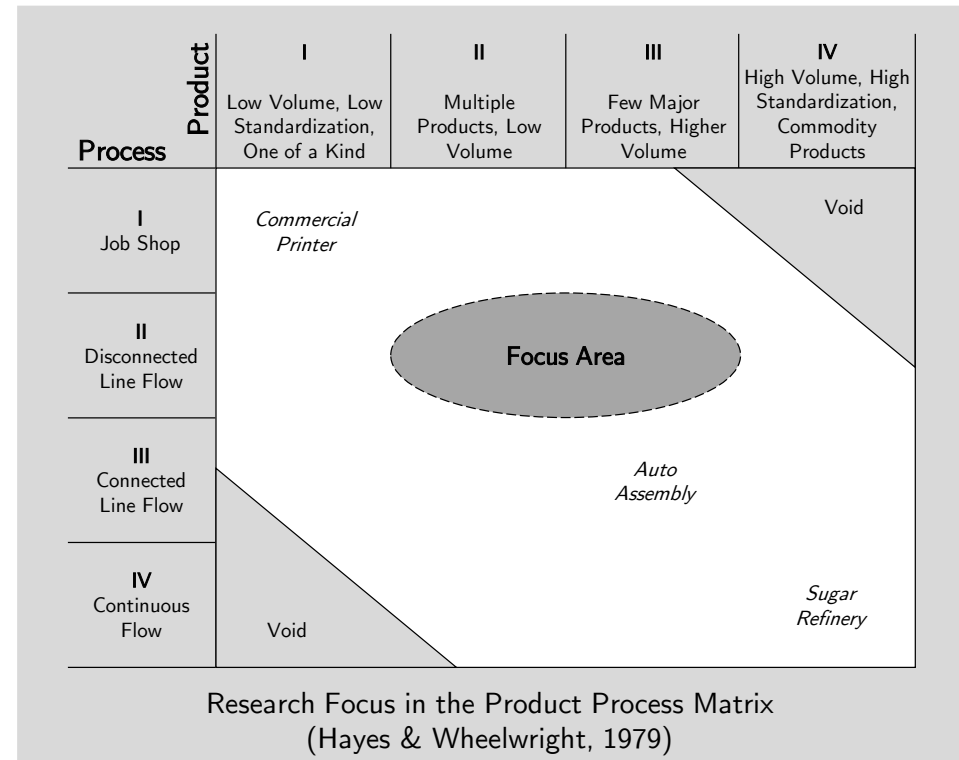 Product
Process
I
Low Volume, Low
Standardization,
One of a Kind
II
Multiple
Products, Low
Volume
III
Few Major
Products, Higher
Volume
IV
High Volume, High
Standardization,
Commodity
Products
I
Job Shop
Commercial
Printer
Void
II
Disconnected
Line Flow
Focus Area
III
Connected
Line Flow
Auto
Assembly
IV
Continuous
Flow
Void
Sugar
Refinery
Research Focus in the Product Process Matrix
(Hayes & Wheelwright, 1979)